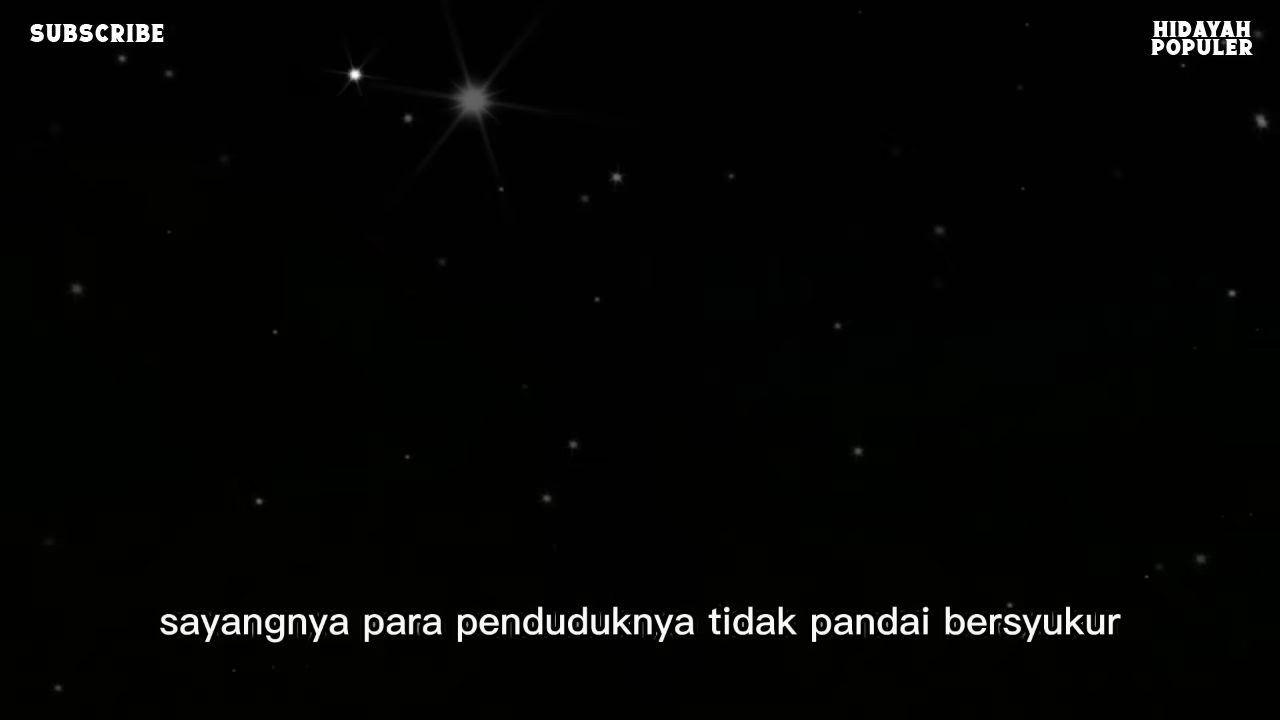 SUBSCRIBE
HIDAYAH
POPULER
sayangnya para penduduknya tidak pandai bersyukur